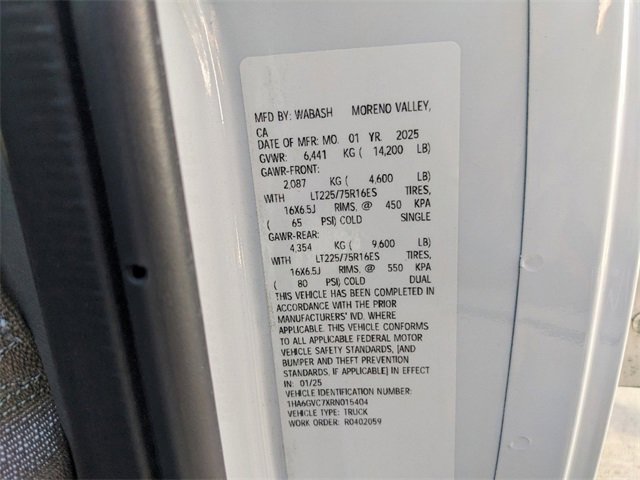 MFD BY: WABASH MORENO VALLEY,
CA
DATE OF MFR: MO. 01 YR. 2025
GVWR: 6,441 KG ( 14,200 LB)
GAWR-FRONT:
2,087 KG ( 4,600 LB)
WITH LT225/75R16ES TIRES,
16X6.5J RIMS, @ 450 KPA
( 65 PSI) COLD SINGLE
GAWR-REAR:
4,354 KG ( 9,600 LB)
WITH LT225/75R16ES TIRES,
16X6.5J RIMS, @ 550 KPA
( 80 PSI) COLD DUAL
THIS VEHICLE HAS BEEN COMPLETED IN
ACCORDANCE WITH THE PRIOR
MANUFACTURERS' IVD, WHERE
APPLICABLE. THIS VEHICLE CONFORMS
TO ALL APPLICABLE FEDERAL MOTOR
VEHICLE SAFETY STANDARDS, [AND
BUMPER AND THEFT PREVENTION
STANDARDS, IF APPLICABLE] IN EFFECT
IN: 01/25
VEHICLE IDENTIFICATION NUMBER:
1HA6GVC7XRN015404
VEHICLE TYPE: TRUCK
WORK ORDER: R0402059